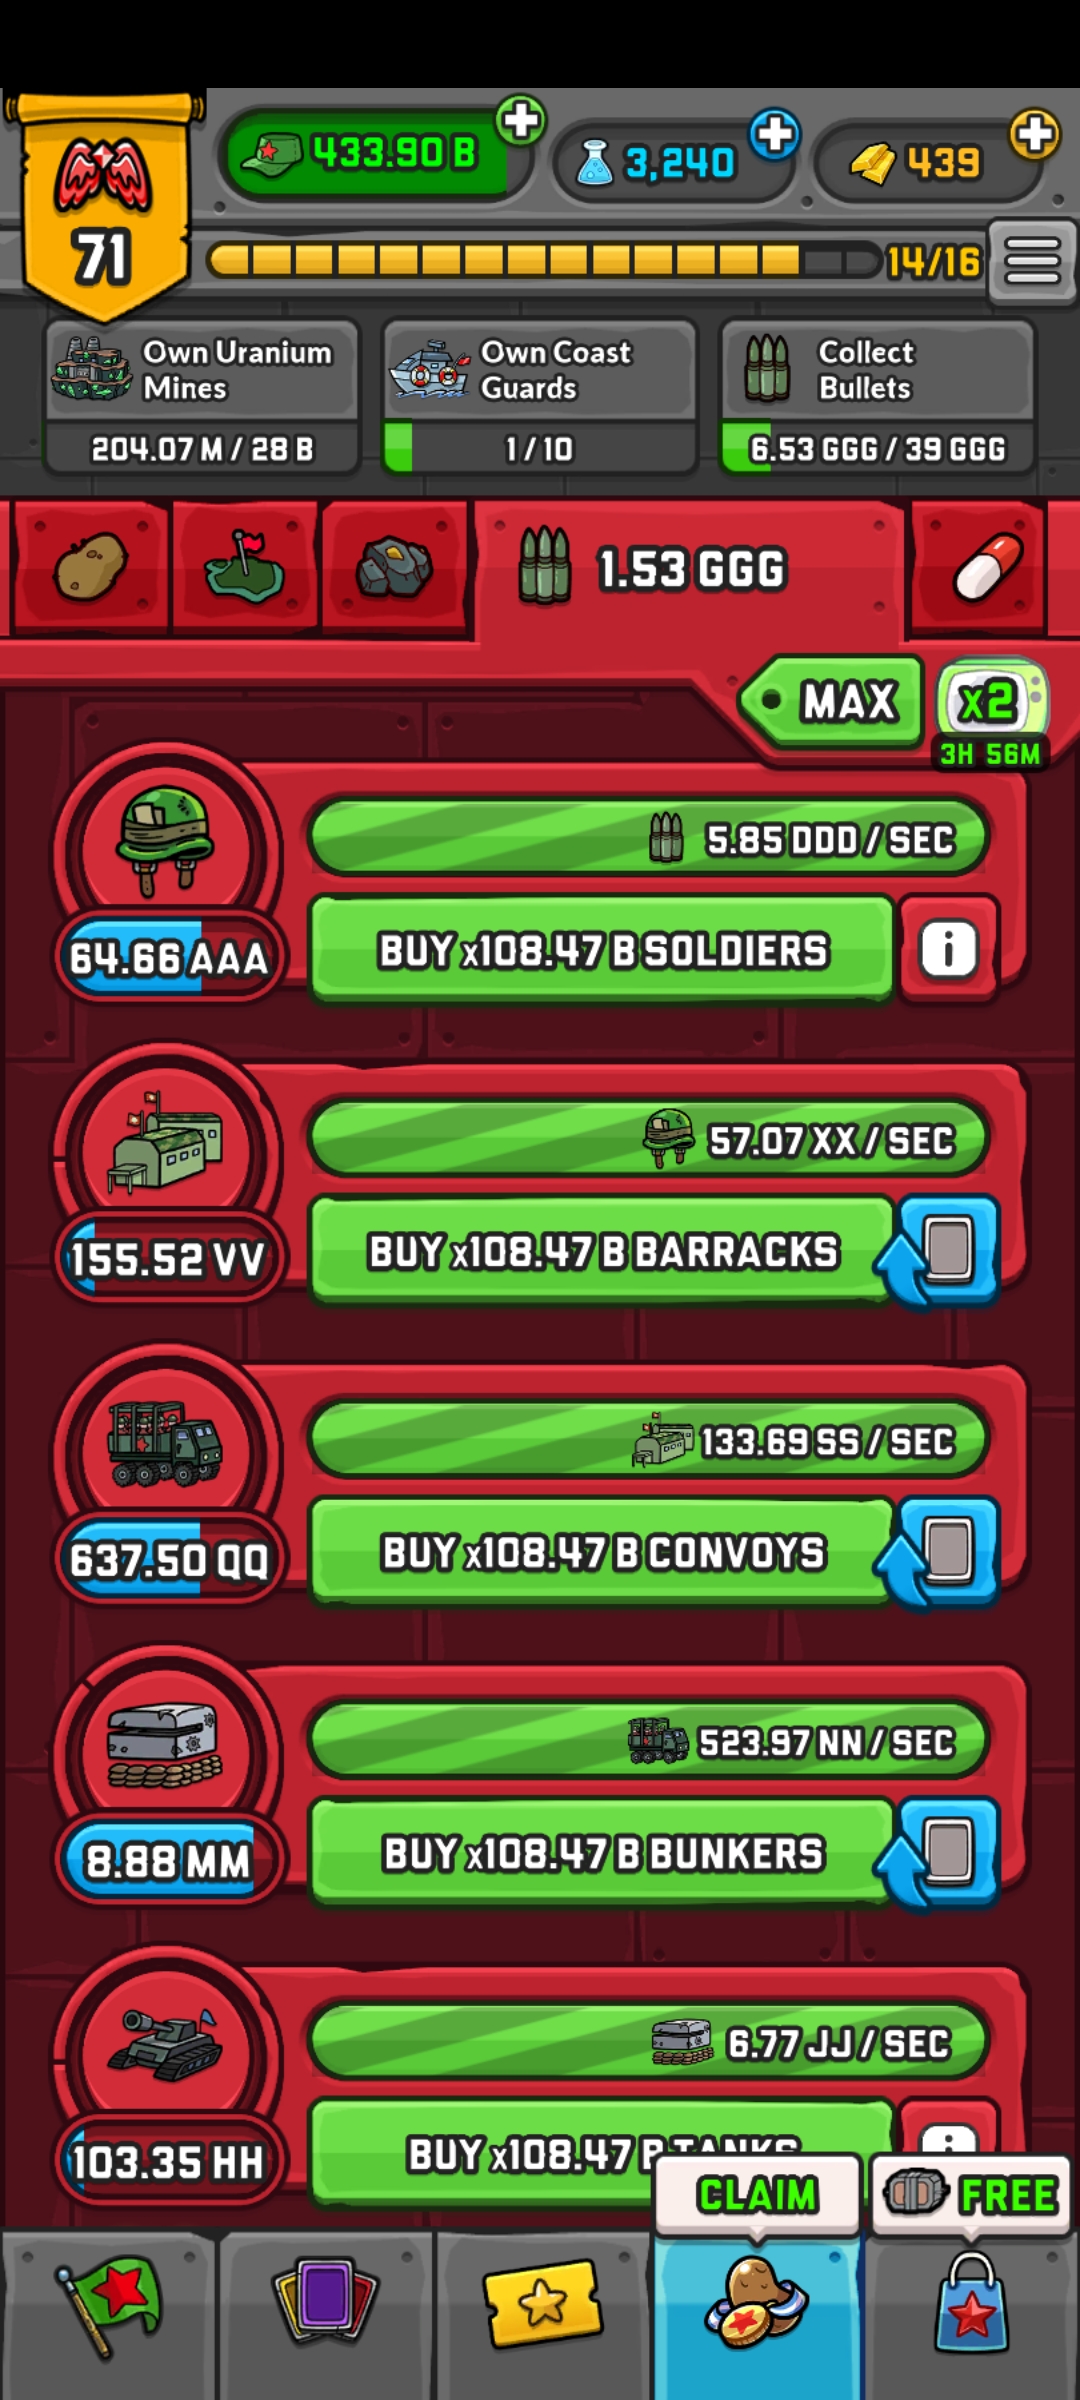 433.90 B
3,240
439
71
14/16
Own Uranium
Mines
204.07 M / 28 B
Own Coast
Guards
1 / 10
Collect
Bullets
6.53 GGG / 39 GGG
1.53 GGG
MAX
x2
3H 56M
5.85 DDD / SEC
64.66 AAA
BUY x108.47 B SOLDIERS
i
57.07 XX / SEC
155.52 VV
BUY x108.47 B BARRACKS
133.69 SS / SEC
637.50 QQ
BUY x108.47 B CONVOYS
523.97 NN / SEC
8.88 MM
BUY x108.47 B BUNKERS
6.77 JJ / SEC
103.35 HH
BUY x108.47 B TANKS
i
CLAIM
FREE